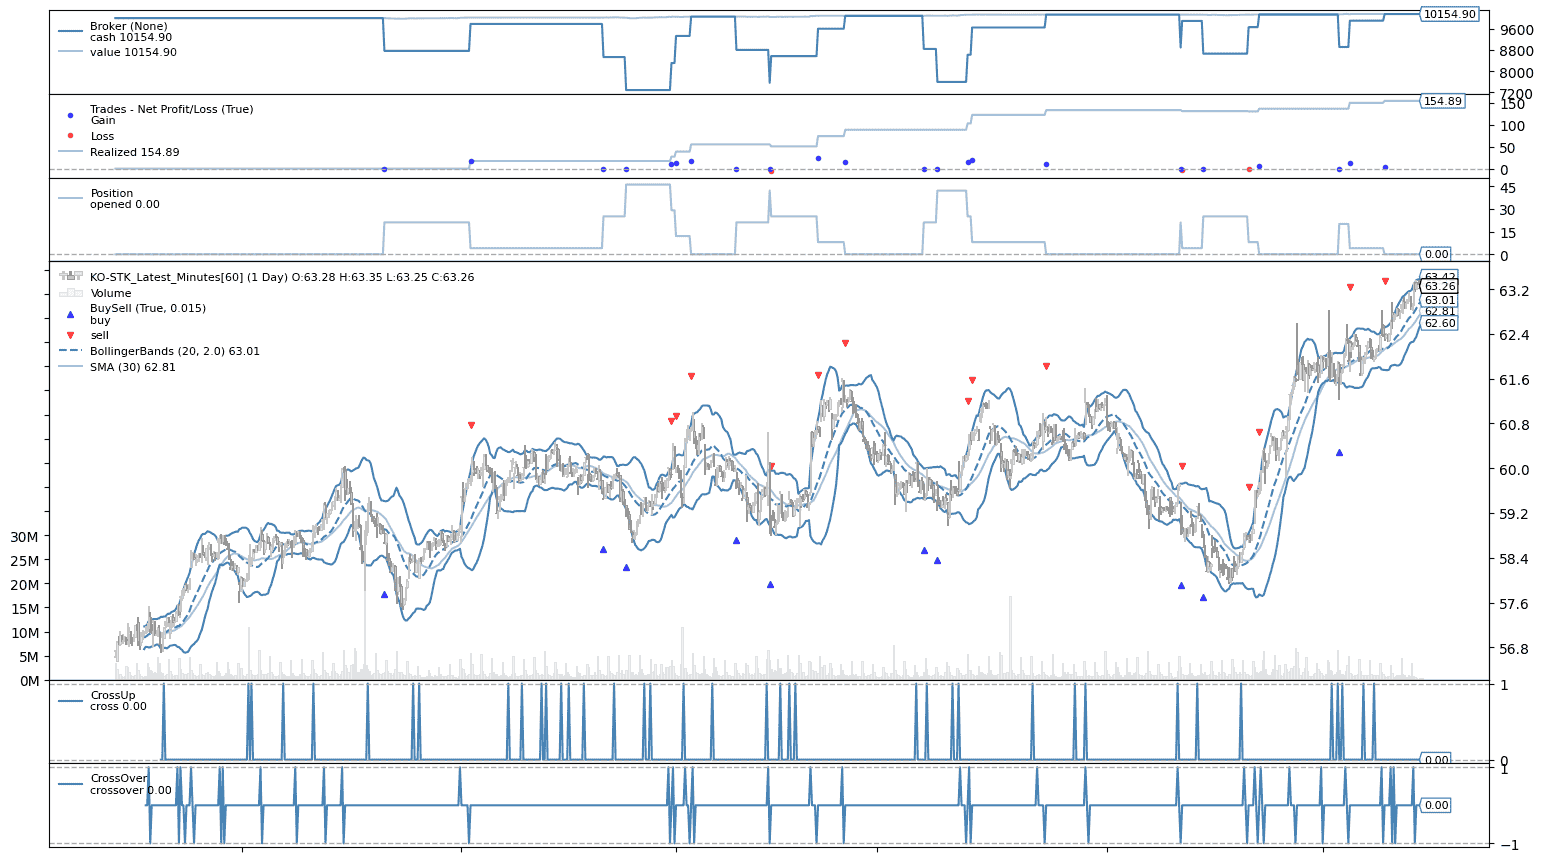 Broker (None)
cash 10154.90
value 10154.90
10154.90
9600
8800
8000
7200
Trades - Net Profit/Loss (True)
Gain
Loss
Realized 154.89
154.89
150
100
50
0
Position
opened 0.00
45
30
15
0
0.00
KO-STK_Latest_Minutes[60] (1 Day) O:63.28 H:63.35 L:63.25 C:63.26
Volume
BuySell (True, 0.015)
buy
sell
BollingerBands (20, 2.0) 63.01
SMA (30) 62.81
63.42
63.26
63.01
62.81
62.60
63.2
62.4
61.6
60.8
60.0
59.2
58.4
57.6
56.8
30M
25M
20M
15M
10M
5M
0M
CrossUp
cross 0.00
1
0
0.00
CrossOver
crossover 0.00
1
0.00
−1